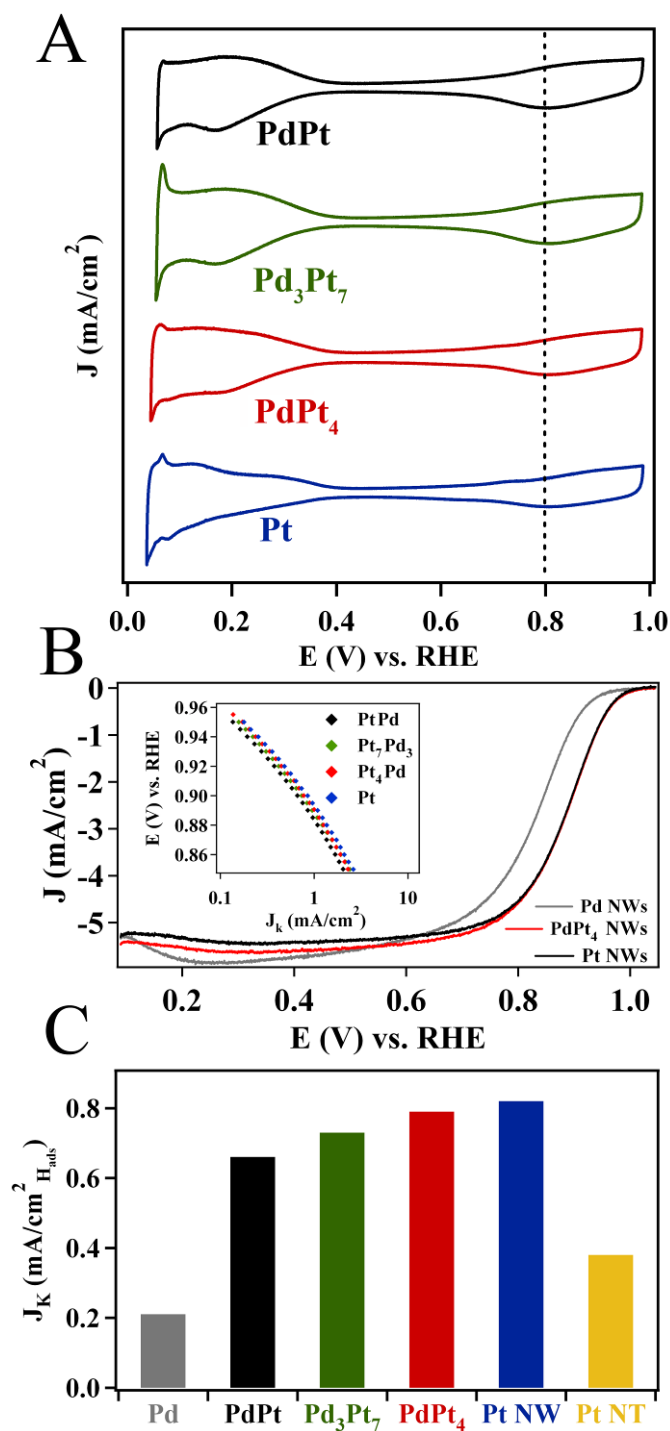 A
J (mA/cm²)
PdPt
Pd₃Pt₇
PdPt₄
Pt
0.0 0.2 0.4 0.6 0.8 1.0
E (V) vs. RHE
B
J (mA/cm²)
0
-1
-2
-3
-4
-5
E (V) vs. RHE
0.96
0.94
0.92
0.90
0.88
0.86
PtPd
Pt₇Pd₃
Pt₄Pd
Pt
0.1 1 10
Jₖ (mA/cm²)
Pd NWs
PdPt₄ NWs
Pt NWs
0.2 0.4 0.6 0.8 1.0
E (V) vs. RHE
C
J_K (mA/cm²_Hads)
0.8
0.6
0.4
0.2
0.0
Pd PdPt Pd₃Pt₇ PdPt₄ Pt NW Pt NT